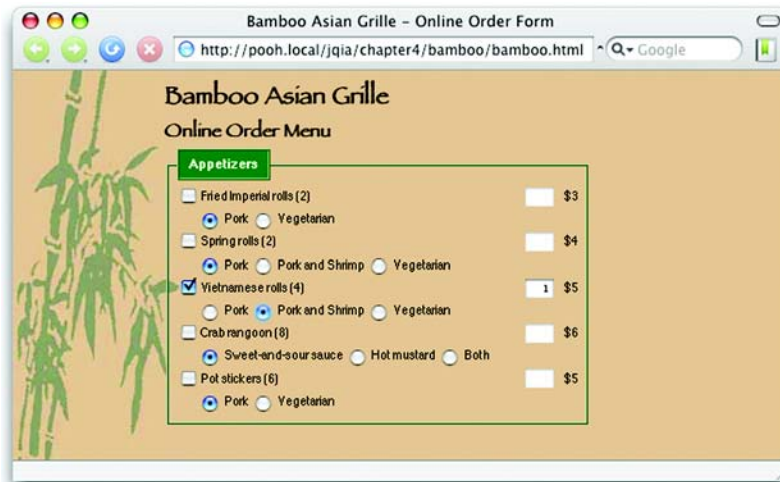 Bamboo Asian Grille – Online Order Form
http://pooh.local/jqia/chapter4/bamboo/bamboo.html
Google
Bamboo Asian Grille
Online Order Menu
Appetizers
Fried Imperial rolls (2) $3
Pork Vegetarian
Spring rolls (2) $4
Pork Pork and Shrimp Vegetarian
Vietnamese rolls (4) 1 $5
Pork Pork and Shrimp Vegetarian
Crab rangoon (8) $6
Sweet-and-sour sauce Hot mustard Both
Pot stickers (6) $5
Pork Vegetarian